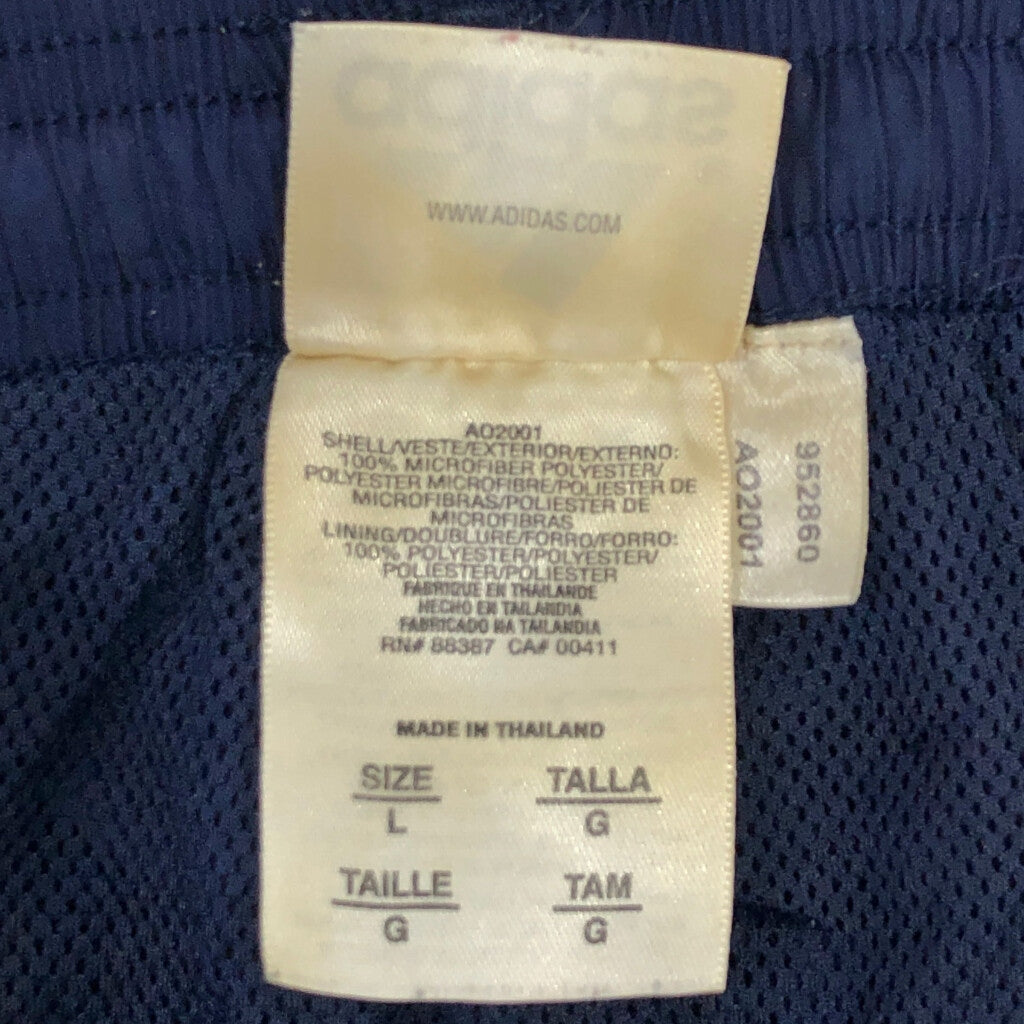 WWW.ADIDAS.COM
AO2001
SHELL/VESTE/EXTERIOR/EXTERNO:
100% MICROFIBER POLYESTER/
POLYESTER MICROFIBRE/POLIESTER DE
MICROFIBRAS/POLIESTER DE
MICROFIBRAS
LINING/DOUBLURE/FORRO/FORRO:
100% POLYESTER/POLYESTER/
POLIESTER/POLIESTER
FABRIQUE EN THAILANDE
HECHO EN TAILANDIA
FABRICADO NA TAILANDIA
RN# 88387 CA# 00411
MADE IN THAILAND
SIZE TALLA
L G
TAILLE TAM
G G
952860
AO2001